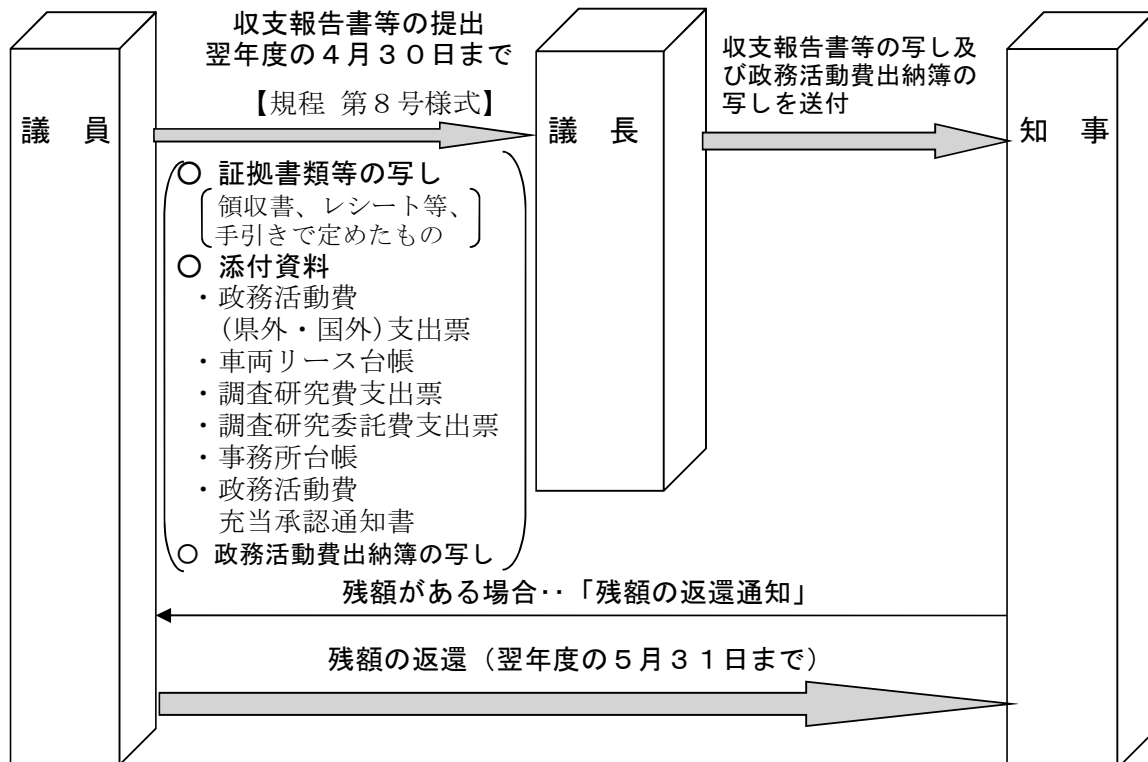 収支報告書等の提出
翌年度の４月３０日まで
【規程 第８号様式】
収支報告書等の写し及
び政務活動費出納簿の
写しを送付
議　員
議　長
知　事
○ 証拠書類等の写し
領収書、レシート等、
手引きで定めたもの
○ 添付資料
・政務活動費
(県外・国外)支出票
・車両リース台帳
・調査研究費支出票
・調査研究委託費支出票
・事務所台帳
・政務活動費
充当承認通知書
○ 政務活動費出納簿の写し
残額がある場合‥「残額の返還通知」
残額の返還（翌年度の５月３１日まで）